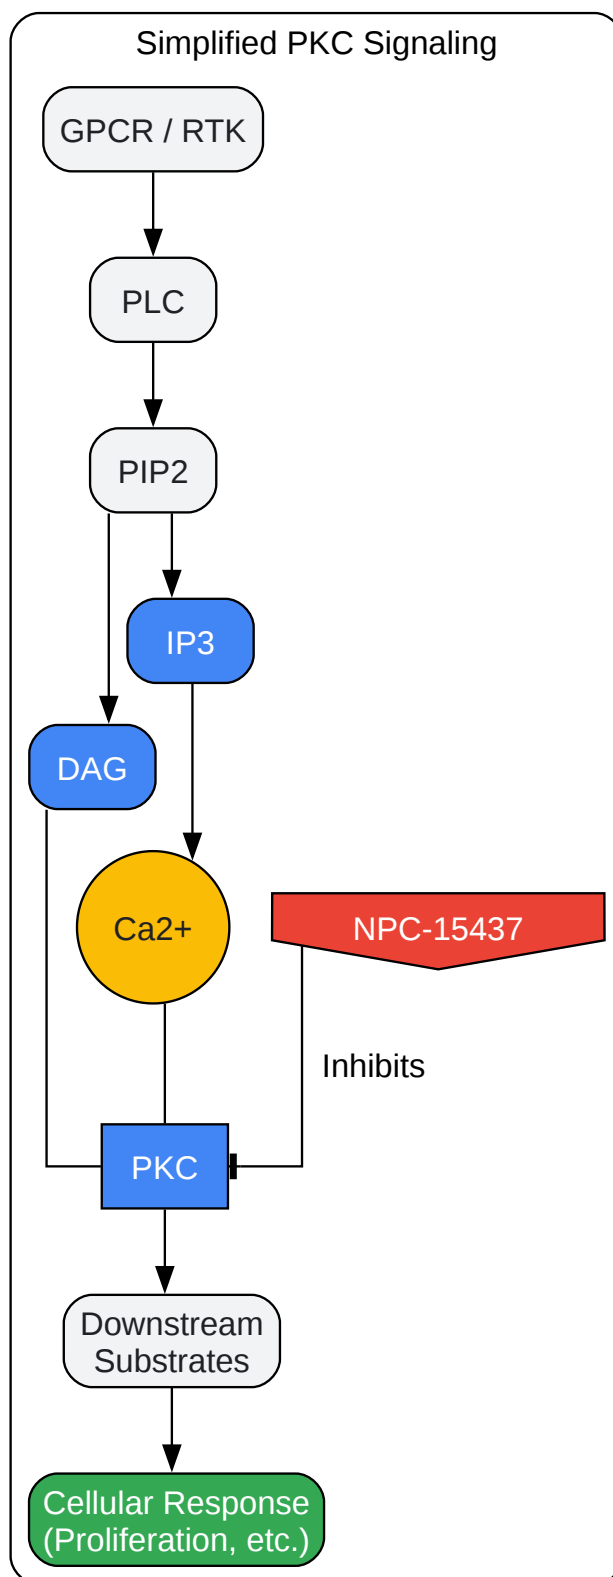 Simplified PKC Signaling
GPCR / RTK
PLC
PIP2
IP3
DAG
Ca2+
NPC-15437
Inhibits
PKC
Downstream
Substrates
Cellular Response
(Proliferation, etc.)